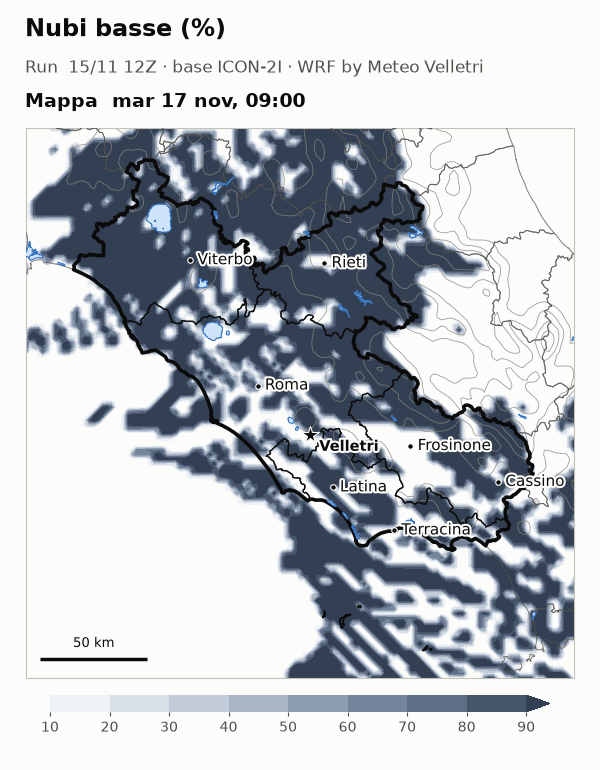 Nubi basse (%)
Run  15/11 12Z · base ICON-2I · WRF by Meteo Velletri
Mappa  mar 17 nov, 09:00
Viterbo
Rieti
Roma
Velletri
Frosinone
Cassino
Latina
Terracina
50 km
10 20 30 40 50 60 70 80 90